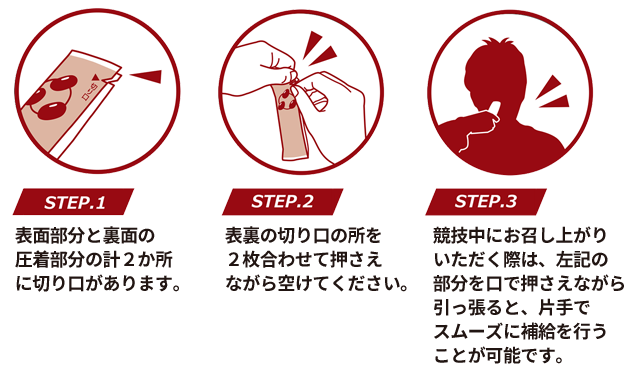 切り口
STEP.1
表面部分と裏面の
圧着部分の計２か所
に切り口があります。
STEP.2
表裏の切り口の所を
２枚合わせて押さえ
ながら空けてください。
STEP.3
競技中にお召し上がり
いただく際は、左記の
部分を口で押さえながら
引っ張ると、片手で
スムーズに補給を行う
ことが可能です。